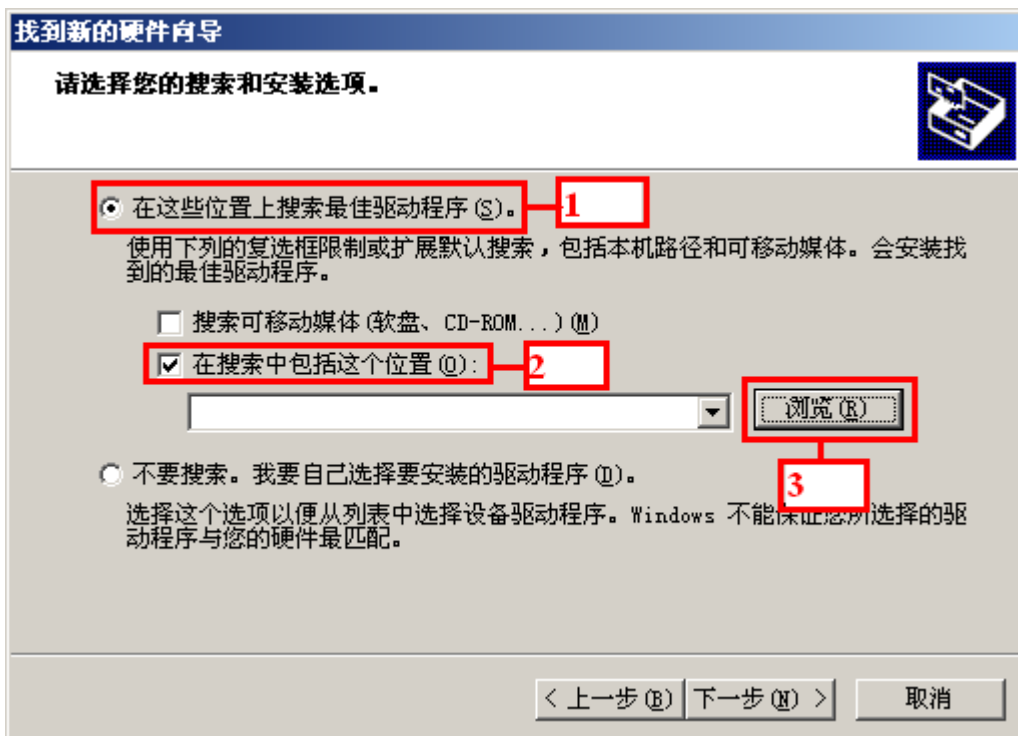 找到新的硬件向导
请选择您的搜索和安装选项。
在这些位置上搜索最佳驱动程序(S)。
1
使用下列的复选框限制或扩展默认搜索，包括本机路径和可移动媒体。会安装找
到的最佳驱动程序。
搜索可移动媒体(软盘、CD-ROM...)(M)
在搜索中包括这个位置(O):
2
浏览(R)
不要搜索。我要自己选择要安装的驱动程序(D)。
3
选择这个选项以便从列表中选择设备驱动程序。Windows 不能保证您所选择的驱
动程序与您的硬件最匹配。
< 上一步(B) 下一步(N) > 取消